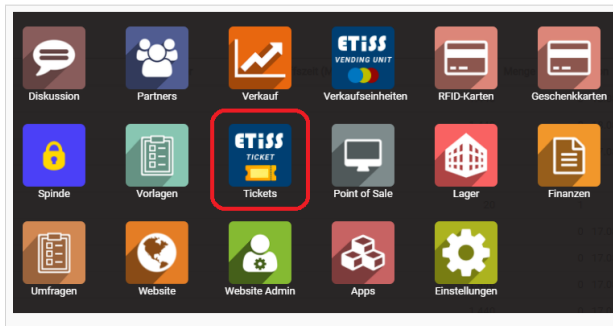 ETiSS
VENDING UNIT
Diskussion
Partners
Verkauf
Verkaufseinheiten
RFID-Karten
Geschenkkarten
ETiSS
TICKET
Spinde
Vorlagen
Tickets
Point of Sale
Lager
Finanzen
Umfragen
Website
Website Admin
Apps
Einstellungen